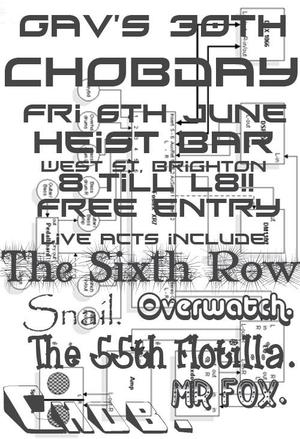 GAV'S 30TH
CHOBDAY
FRI 6TH JUNE
HEIST BAR
WEST ST, BRIGHTON
8 TILL L8!!
FREE ENTRY
LIVE ACTS INCLUDE:
The Sixth Row
Snail.
Overwatch.
The 55th Flotilla.
MR FOX.